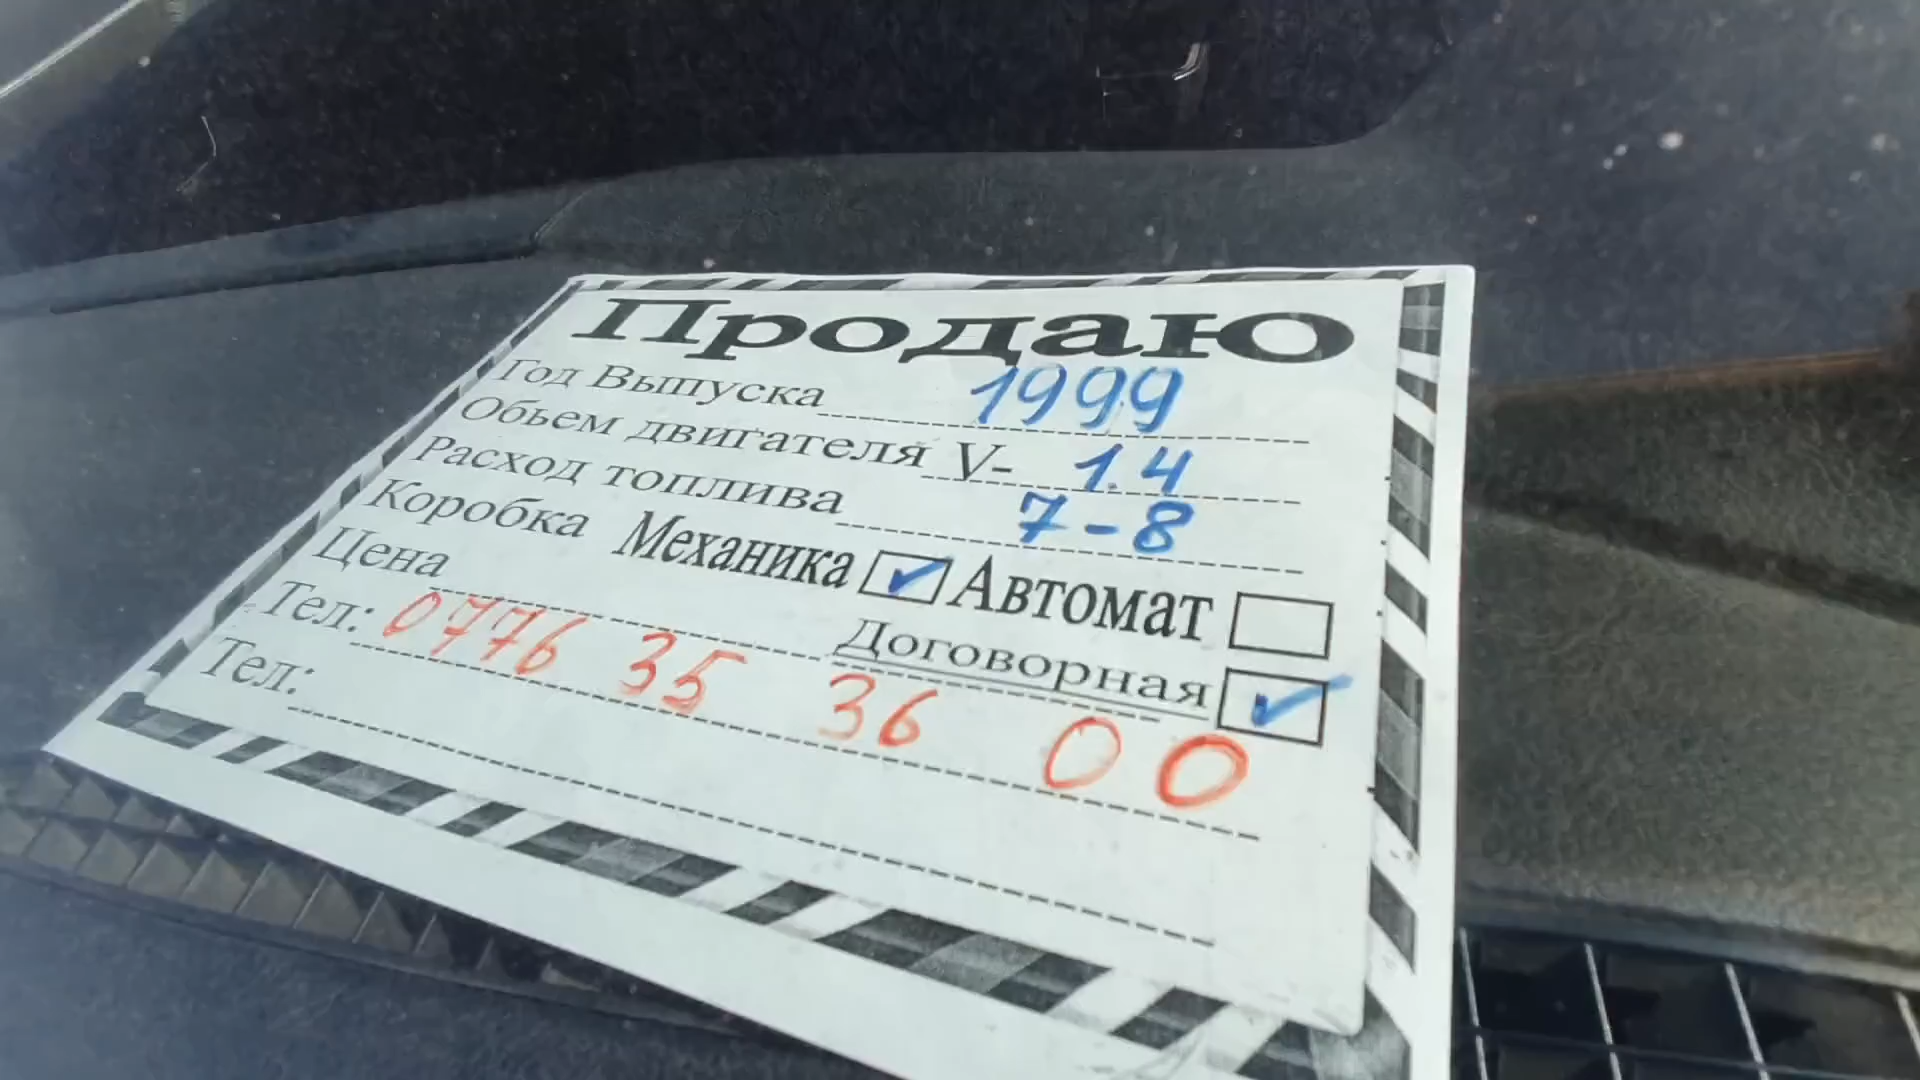 Продаю
Год Выпуска 1999
Обьем двигателя V- 1.4
Расход топлива 7-8
Коробка Механика ✓ Автомат
Цена Договорная ✓
Тел: 0776 35 36 00
Тел: